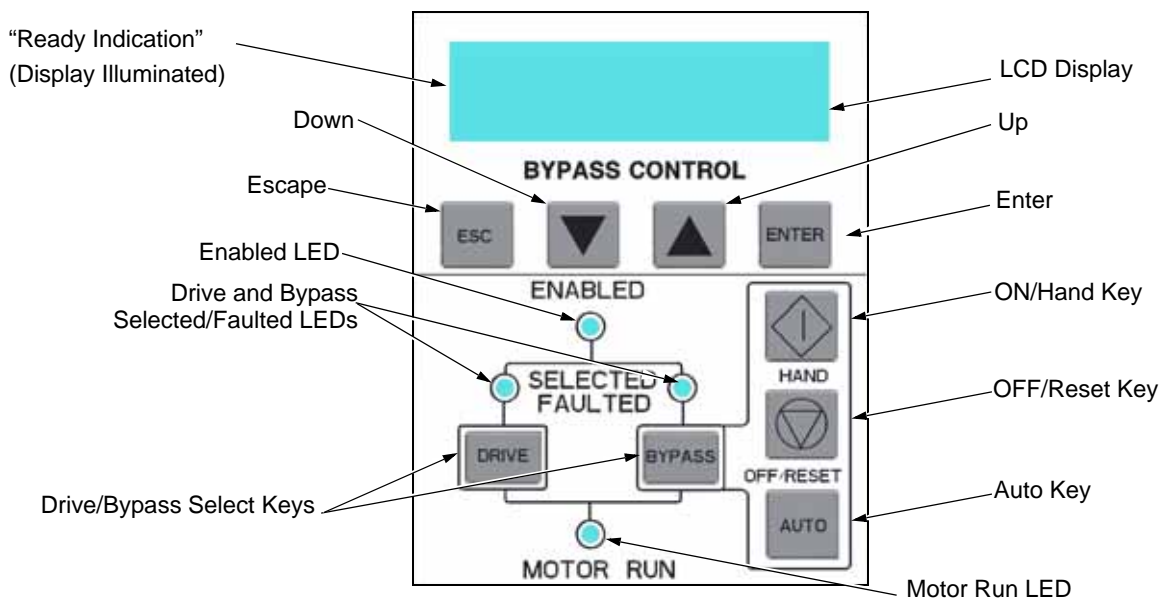 “Ready Indication”
(Display Illuminated)
LCD Display
Down
Up
BYPASS CONTROL
Escape
Enter
ESC
ENTER
Enabled LED
ENABLED
Drive and Bypass
Selected/Faulted LEDs
ON/Hand Key
SELECTED
FAULTED
HAND
OFF/Reset Key
DRIVE
BYPASS
OFF/RESET
Drive/Bypass Select Keys
Auto Key
AUTO
MOTOR RUN
Motor Run LED